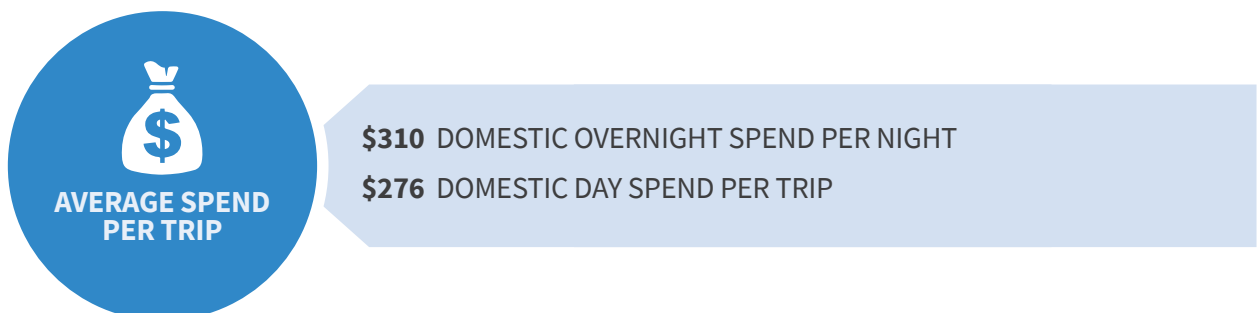 $
AVERAGE SPEND
PER TRIP
$310 DOMESTIC OVERNIGHT SPEND PER NIGHT
$276 DOMESTIC DAY SPEND PER TRIP